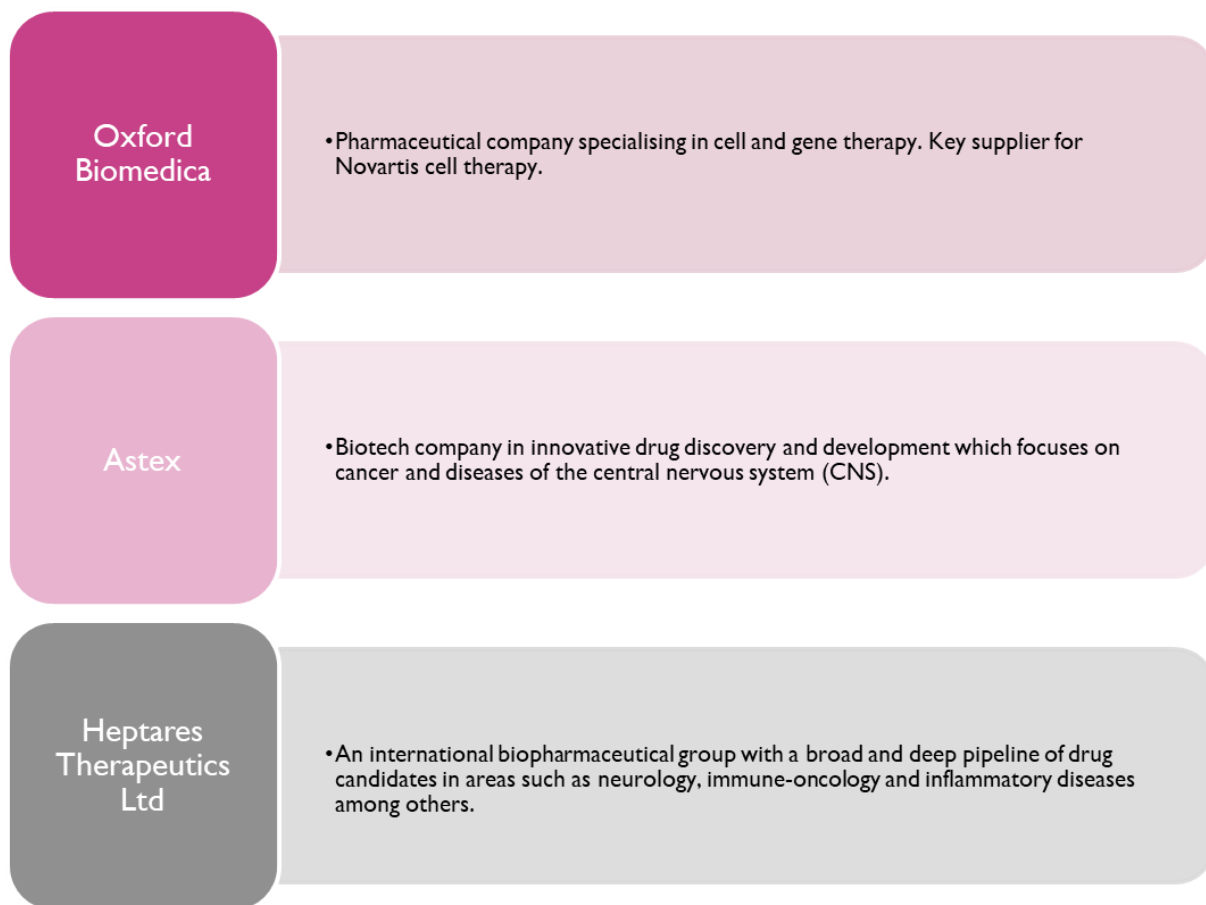 Oxford
Biomedica
•Pharmaceutical company specialising in cell and gene therapy. Key supplier for
Novartis cell therapy.
Astex
•Biotech company in innovative drug discovery and development which focuses on
cancer and diseases of the central nervous system (CNS).
Heptares
Therapeutics
Ltd
•An international biopharmaceutical group with a broad and deep pipeline of drug
candidates in areas such as neurology, immune-oncology and inflammatory diseases
among others.